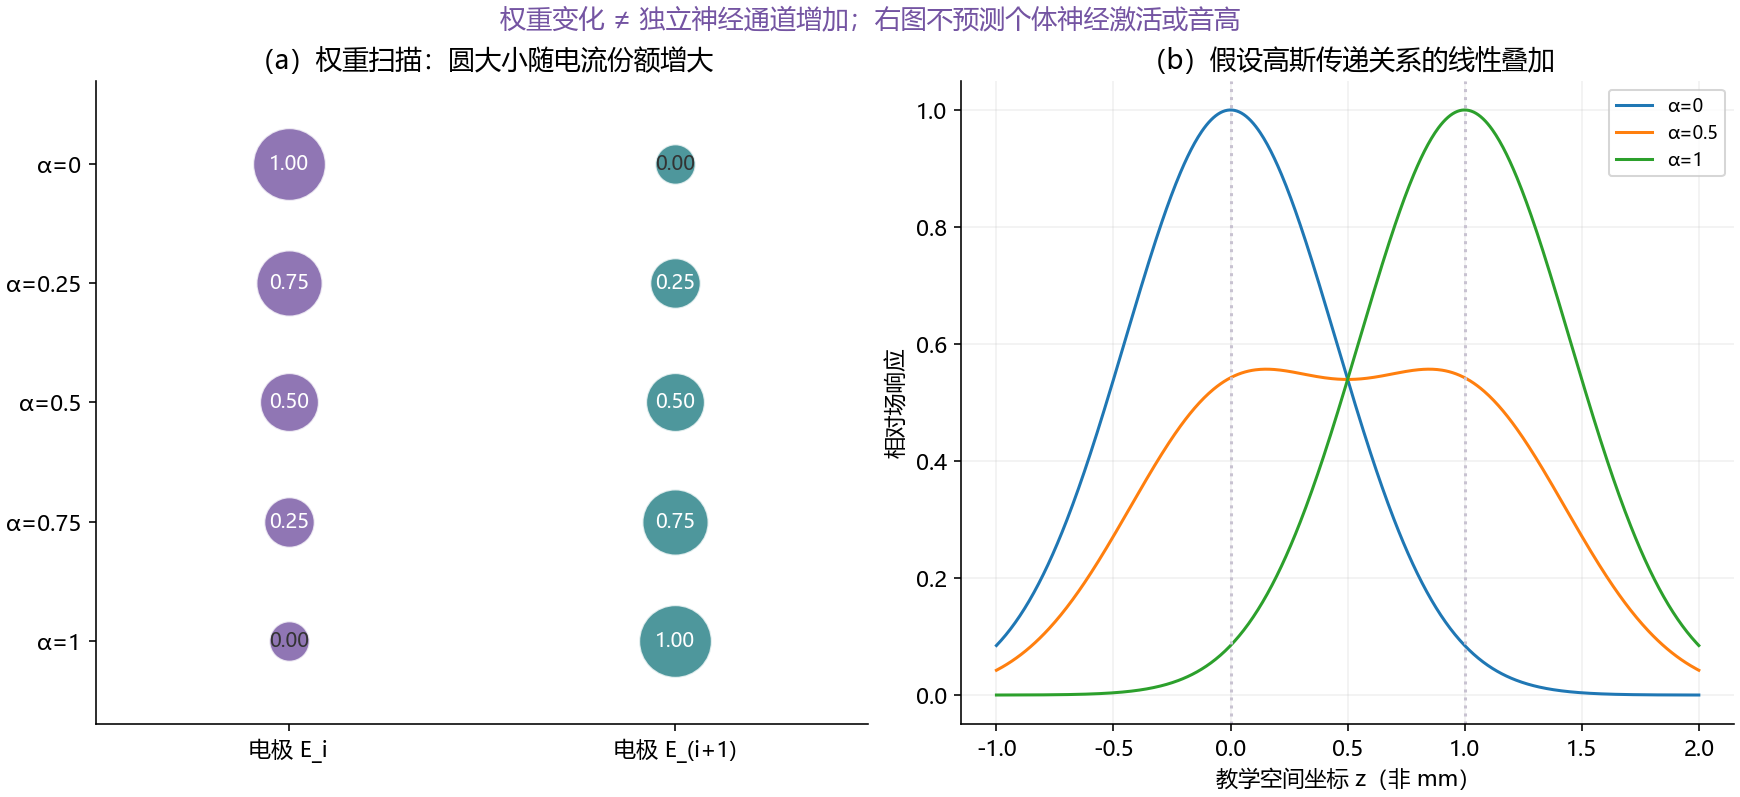 权重变化 ≠ 独立神经通道增加；右图不预测个体神经激活或音高
（a）权重扫描：圆大小随电流份额增大
α=0
1.00
0.00
α=0.25
0.75
0.25
α=0.5
0.50
0.50
α=0.75
0.25
0.75
α=1
0.00
1.00
电极 E_i
电极 E_(i+1)
（b）假设高斯传递关系的线性叠加
α=0
α=0.5
α=1
相对场响应
1.0
0.8
0.6
0.4
0.2
0.0
-1.0
-0.5
0.0
0.5
1.0
1.5
2.0
教学空间坐标 z（非 mm）